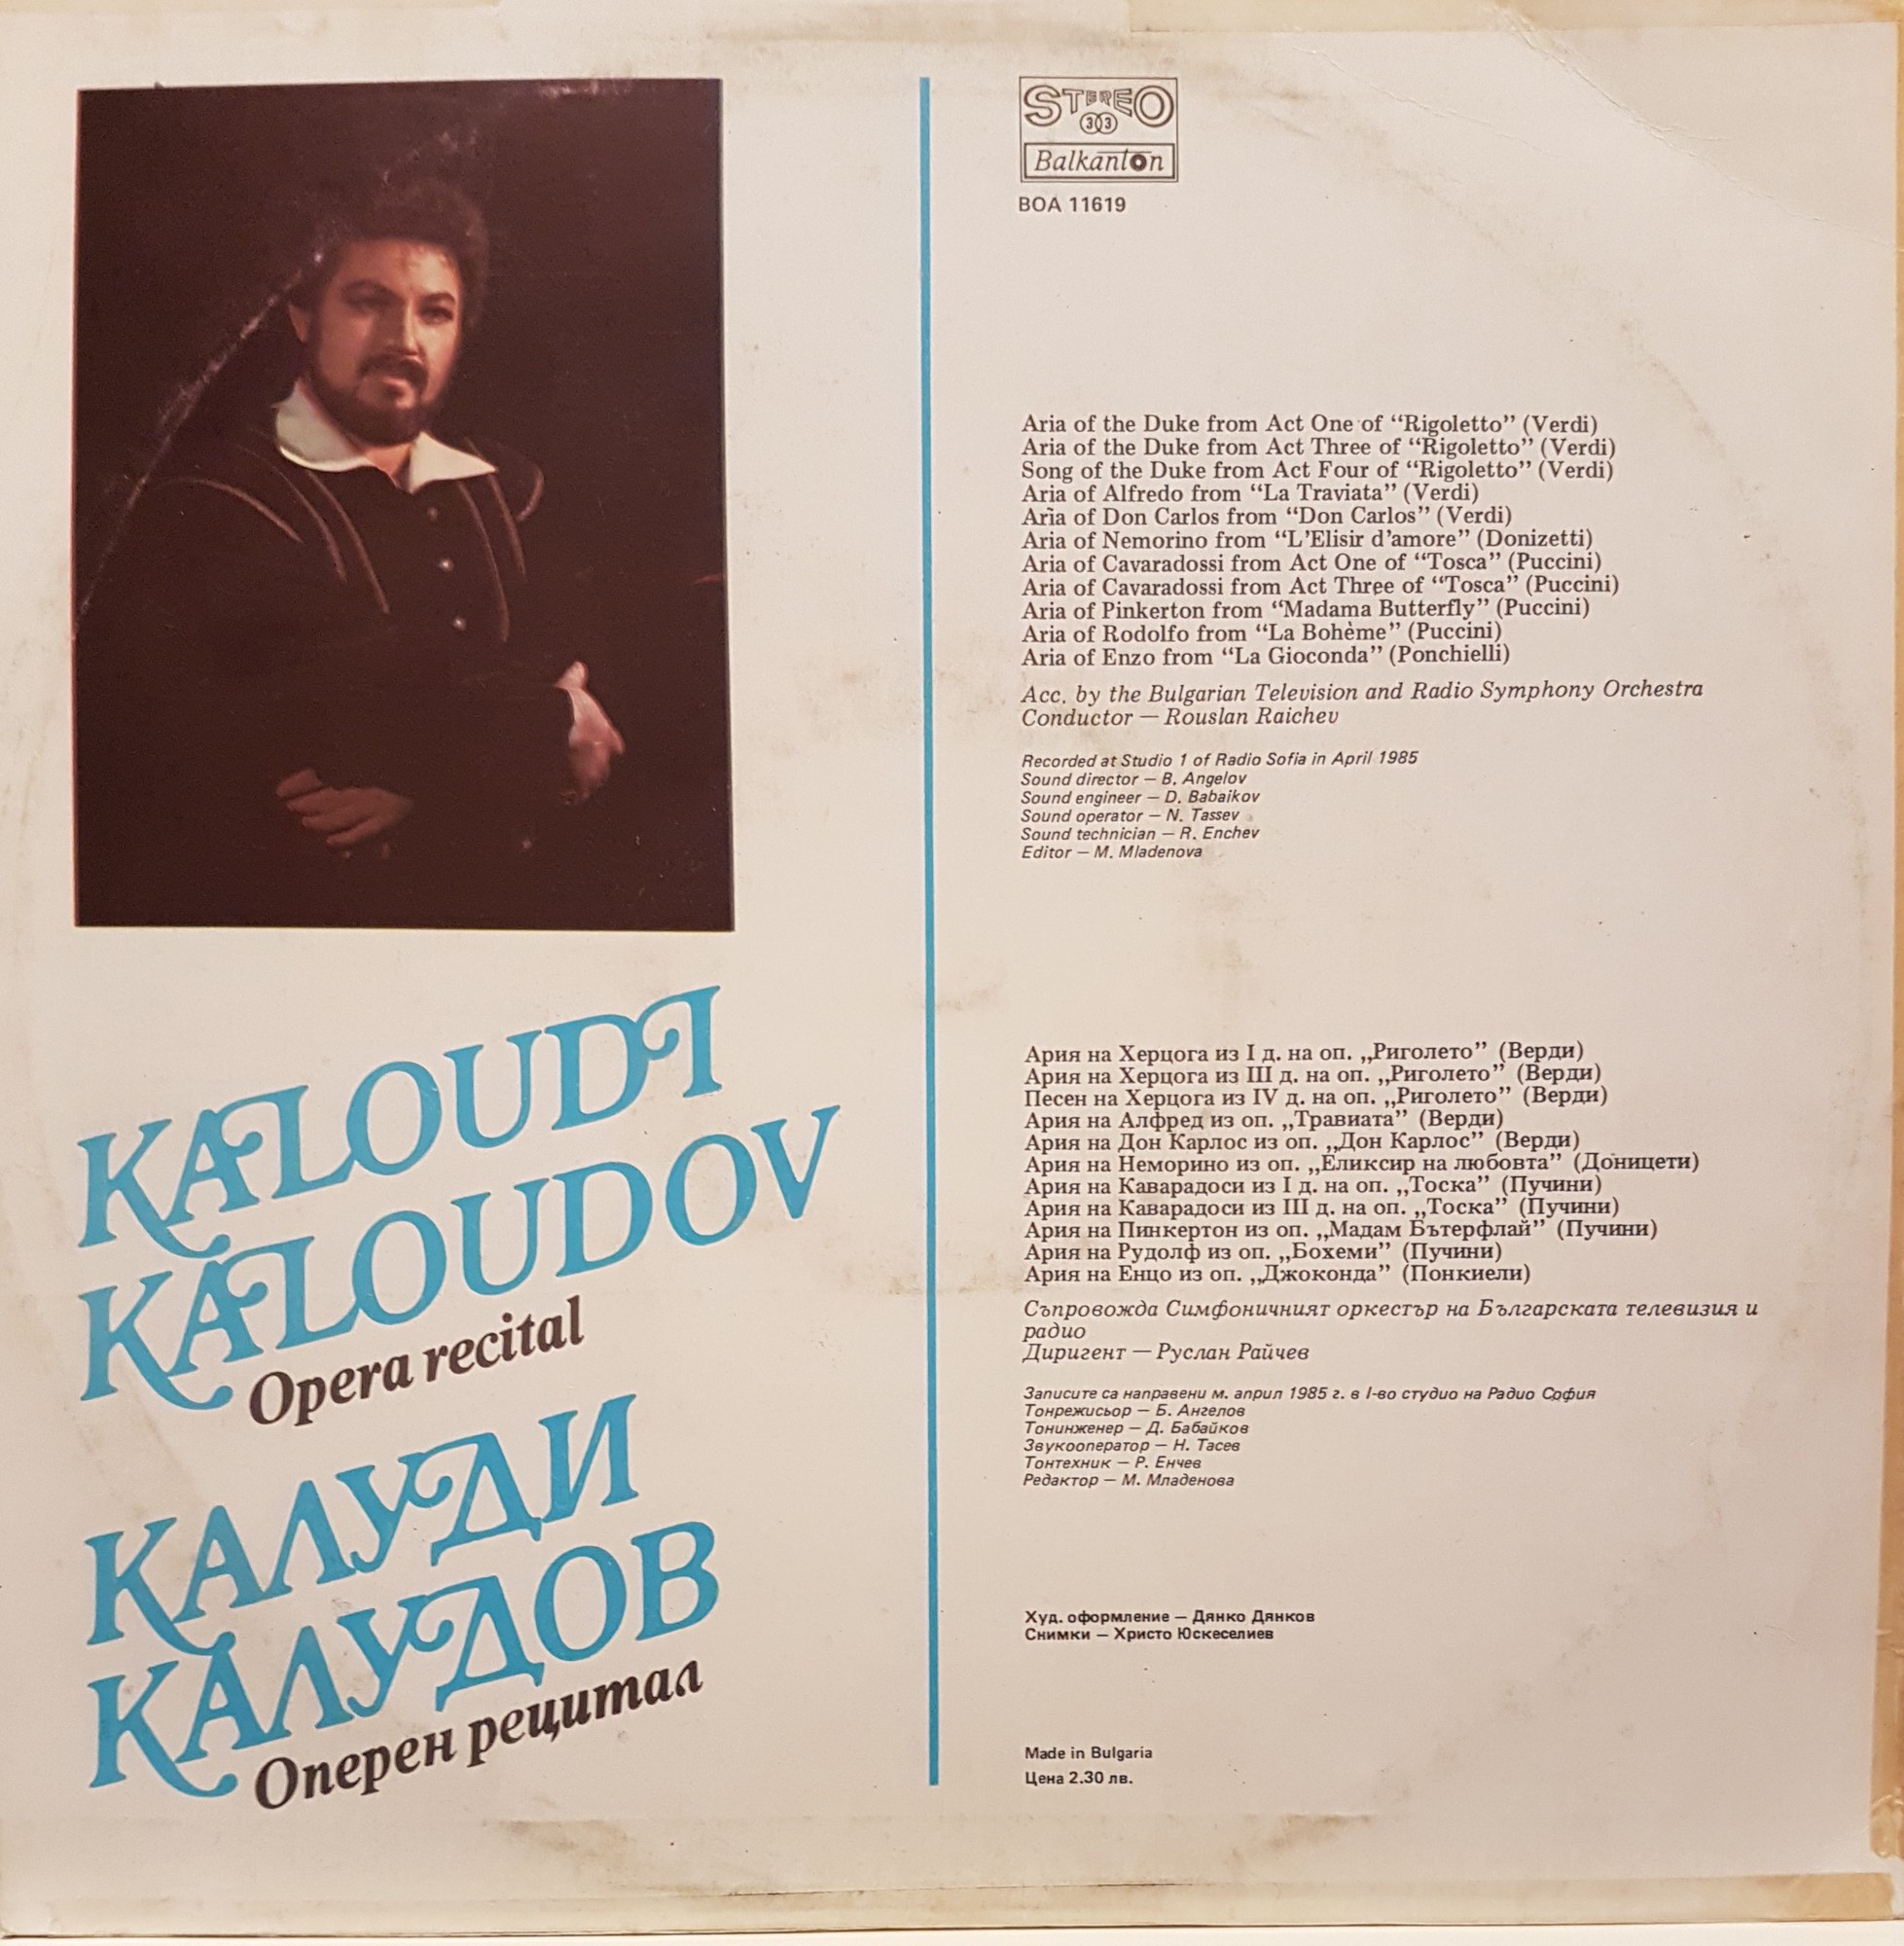 KALOUDI
KALOUDOV
Opera recital
КАЛУДИ
КАЛУДОВ
Оперен рецитал
STEREO
33
Balkanton
BOA 11619
Aria of the Duke from Act One of “Rigoletto” (Verdi)
Aria of the Duke from Act Three of “Rigoletto” (Verdi)
Song of the Duke from Act Four of “Rigoletto” (Verdi)
Aria of Alfredo from “La Traviata” (Verdi)
Aria of Don Carlos from “Don Carlos” (Verdi)
Aria of Nemorino from “L’Elisir d’amore” (Donizetti)
Aria of Cavaradossi from Act One of “Tosca” (Puccini)
Aria of Cavaradossi from Act Three of “Tosca” (Puccini)
Aria of Pinkerton from “Madama Butterfly” (Puccini)
Aria of Rodolfo from “La Bohème” (Puccini)
Aria of Enzo from “La Gioconda” (Ponchielli)
Acc. by the Bulgarian Television and Radio Symphony Orchestra
Conductor — Rouslan Raichev
Recorded at Studio 1 of Radio Sofia in April 1985
Sound director — B. Angelov
Sound engineer — D. Babaikov
Sound operator — N. Tassev
Sound technician — R. Enchev
Editor — M. Mladenova
Ария на Херцога из I д. на оп. „Риголето” (Верди)
Ария на Херцога из III д. на оп. „Риголето” (Верди)
Песен на Херцога из IV д. на оп. „Риголето” (Верди)
Ария на Алфред из оп. „Травиата” (Верди)
Ария на Дон Карлос из оп. „Дон Карлос” (Верди)
Ария на Неморино из оп. „Еликсир на любовта” (Доницети)
Ария на Каварадоси из I д. на оп. „Тоска” (Пучини)
Ария на Каварадоси из III д. на оп. „Тоска” (Пучини)
Ария на Пинкертон из оп. „Мадам Бътерфлай” (Пучини)
Ария на Рудолф из оп. „Бохеми” (Пучини)
Ария на Енцо из оп. „Джоконда” (Понкиели)
Съпровожда Симфоничният оркестър на Българската телевизия и
радио
Диригент — Руслан Райчев
Записите са направени м. април 1985 г. в I-во студио на Радио София
Тонрежисьор — Б. Ангелов
Тонинженер — Д. Бабайков
Звукооператор — Н. Тасев
Тонтехник — Р. Енчев
Редактор — М. Младенова
Худ. оформление — Дянко Дянков
Снимки — Христо Юскеселиев
Made in Bulgaria
Цена 2.30 лв.